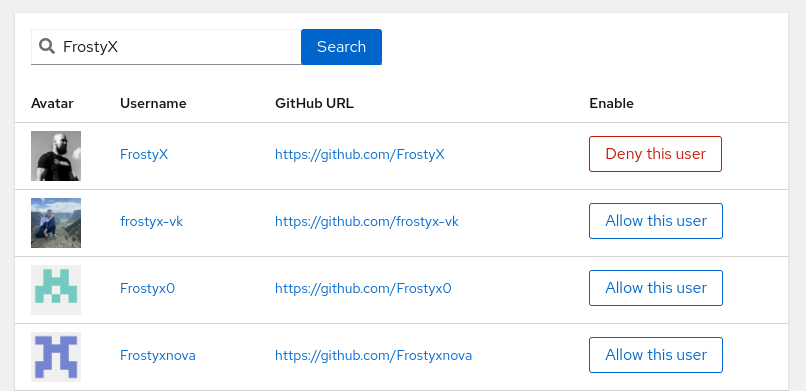 FrostyX Search
Avatar Username GitHub URL Enable
FrostyX https://github.com/FrostyX Deny this user
frostyx-vk https://github.com/frostyx-vk Allow this user
Frostyx0 https://github.com/Frostyx0 Allow this user
Frostyxnova https://github.com/Frostyxnova Allow this user